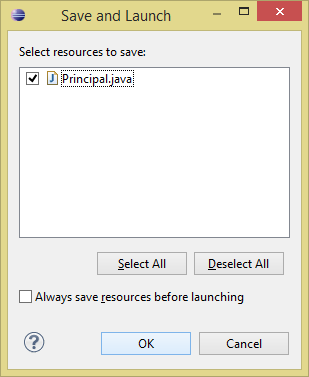 Save and Launch
Select resources to save:
Principal.java
Select All
Deselect All
Always save resources before launching
OK
Cancel